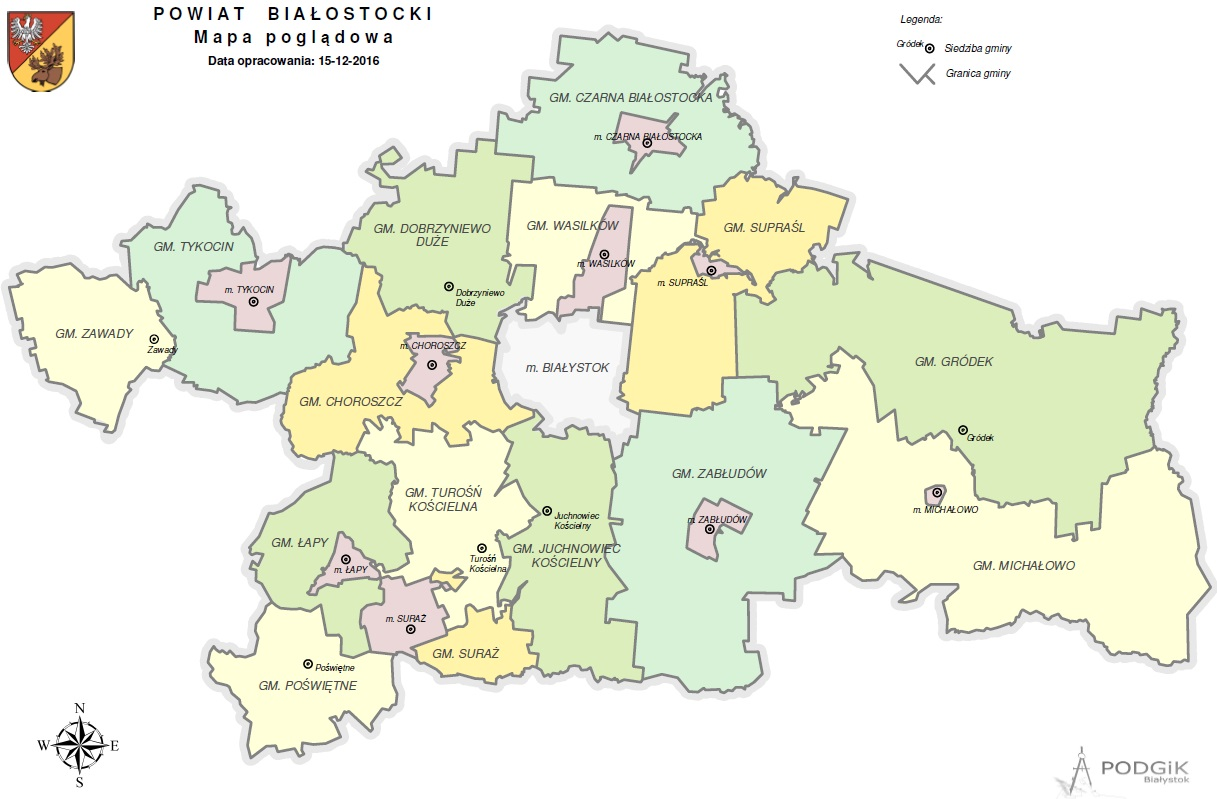 POWIAT BIAŁOSTOCKI
Mapa poglądowa
Data opracowania: 15-12-2016
Legenda:
Gródek
Siedziba gminy
Granica gminy
GM. CZARNA BIAŁOSTOCKA
m. CZARNA BIAŁOSTOCKA
GM. DOBRZYNIEWO
DUŻE
GM. WASILKÓW
GM. SUPRAŚL
GM. TYKOCIN
m. WASILKÓW
m. SUPRAŚL
m. TYKOCIN
Dobrzyniewo
Duże
GM. ZAWADY
Zawady
m. CHOROSZCZ
m. BIAŁYSTOK
GM. GRÓDEK
GM. CHOROSZCZ
Gródek
GM. ZABŁUDÓW
GM. TUROŚŃ
KOŚCIELNA
m. MICHAŁOWO
Juchnowiec
Kościelny
m. ZABŁUDÓW
GM. ŁAPY
GM. JUCHNOWIEC
KOŚCIELNY
Turośń
Kościelna
m. ŁAPY
GM. MICHAŁOWO
m. SURAŻ
GM. SURAŻ
Poświętne
GM. POŚWIĘTNE
N
W
E
S
PODGiK
Białystok